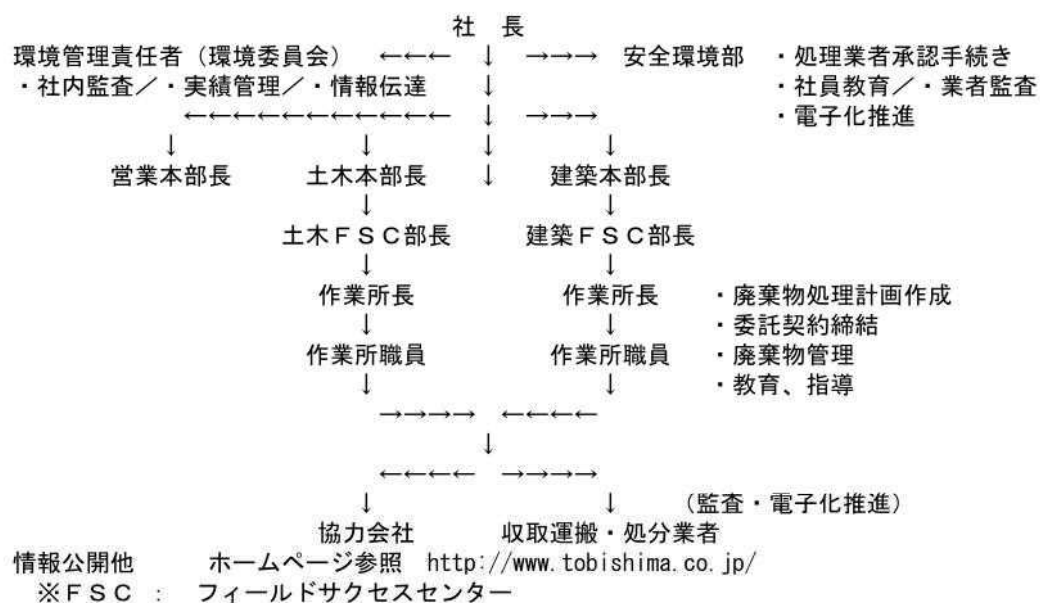 社　長
環境管理責任者（環境委員会）　←←←　↓　→→→　安全環境部　・処理業者承認手続き
・社内監査／・実績管理／・情報伝達　↓　・社員教育／・業者監査
←←←←←←←←←←←　↓　→→→　・電子化推進
↓　↓　↓　↓
営業本部長　土木本部長　↓　建築本部長
↓　↓
土木ＦＳＣ部長　建築ＦＳＣ部長
↓　↓
作業所長　作業所長　・廃棄物処理計画作成
↓　↓　・委託契約締結
作業所職員　作業所職員　・廃棄物管理
↓　↓　・教育、指導
→→→→　←←←←
↓
←←←←　→→→→
↓　↓　（監査・電子化推進）
協力会社　収取運搬・処分業者
情報公開他　ホームページ参照　http://www.tobishima.co.jp/
※ＦＳＣ　：　フィールドサクセスセンター